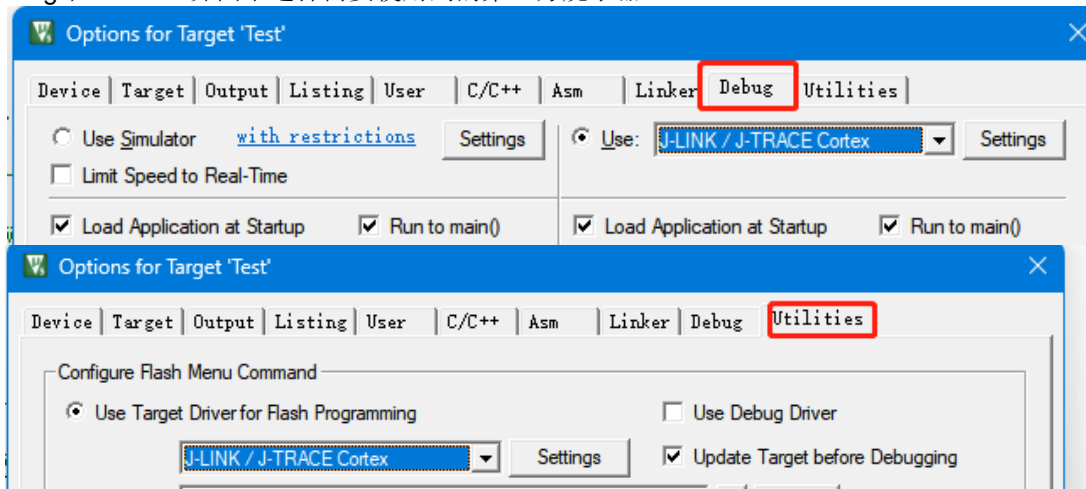 Options for Target 'Test'
Device Target Output Listing User C/C++ Asm Linker Debug Utilities
Use Simulator with restrictions Settings Use: J-LINK / J-TRACE Cortex Settings
Limit Speed to Real-Time
Load Application at Startup Run to main() Load Application at Startup Run to main()
Options for Target 'Test'
Device Target Output Listing User C/C++ Asm Linker Debug Utilities
Configure Flash Menu Command
Use Target Driver for Flash Programming Use Debug Driver
J-LINK / J-TRACE Cortex Settings Update Target before Debugging